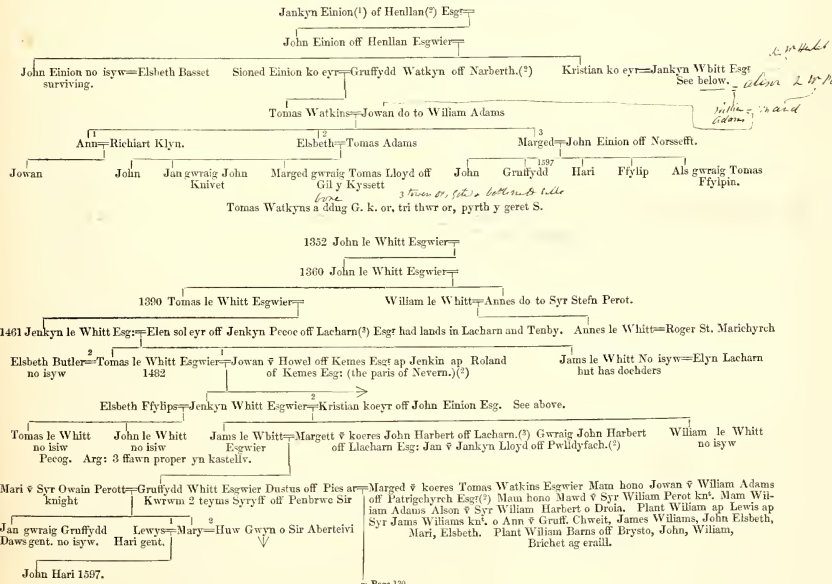 Jankyn Einion(¹) of Henllan(²) Esgr
John Einion off Henllan Esgwier
John Einion no isyw=Elsbeth Basset Sioned Einion ko eyr=Gruffydd Watkyn off Narberth.(²) Kristian ko eyr=Jankyn Whitt Esgr
surviving. See below.
Tomas Watkins=Jowan do to Wiliam Adams
1 2 3
Ann=Richiart Klyn. Elsbeth=Tomas Adams Marged=John Einion off Norssefft.
1597
Jowan John Jan gwraig John Marged gwraig Tomas Lloyd off John Gruffydd Hari Ffylip Als gwraig Tomas
Knivet Gil y Kyssett Ffylpin.
bore
Tomas Watkyns a ddug G. k. or, tri thwr or, pyrth y geret S.
1352 John le Whitt Esgwier
1360 John le Whitt Esgwier
1390 Tomas le Whitt Esgwier Wiliam le Whitt=Annes do to Syr Stefn Perot.
1461 Jenkyn le Whitt Esg:=Elen sol eyr off Jenkyn Pecoc off Lacharn(³) Esgr had lands in Lacharn and Tenby. Annes le Whitt=Roger St. Marichyrch
2 1
Elsbeth Butler=Tomas le Whitt Esgwier=Jowan v̄ Howel off Kemes Esgr ap Jenkin ap Roland Jams le Whitt No isyw=Elyn Lacharn
no isyw 1482 of Kemes Esg: (the paris of Nevern.)(²) but has dochders
2
Elsbeth Ffylips=Jenkyn Whitt Esgwier=Kristian koeyr off John Einion Esg. See above.
Tomas le Whitt John le Whitt Jams le Whitt=Margett v̄ koeres John Harbert off Lacharn.(³) Gwraig John Harbert Wiliam le Whitt
no isiw no isiw Esgwier off Llacharn Esg: Jan v̄ Jankyn Lloyd off Pwlldyfach.(²) no isyw
Pecog. Arg: 3 ffawn proper yn kastellv.
Mari v̄ Syr Owain Perott=Gruffydd Whitt Esgwier Dustus off Pies ar=Marged v̄ koeres Tomas Watkins Esgwier Mam hono Jowan v̄ Wiliam Adams
knight Kwrwm 2 teyms Syryff off Penbrwc Sir off Patrigchyrch Esgr(²) Mam hono Mawd v̄ Syr Wiliam Perot knt. Mam Wil-
iam Adams Alson v̄ Syr Wiliam Harbert o Droia. Plant Wiliam ap Lewis ap
Syr Jams Wiliams knt. o Ann v̄ Gruff. Chweit, James Wiliams, John Elsbeth,
Mari, Elsbeth. Plant Wiliam Barns off Brysto, John, Wiliam,
Brichet ag eraill.
1 2
Jan gwraig Gruffydd Lewys=Mary=Huw Gwyn o Sir Aberteivi
Daws gent. no isyw. Hari gent.
John Hari 1597.